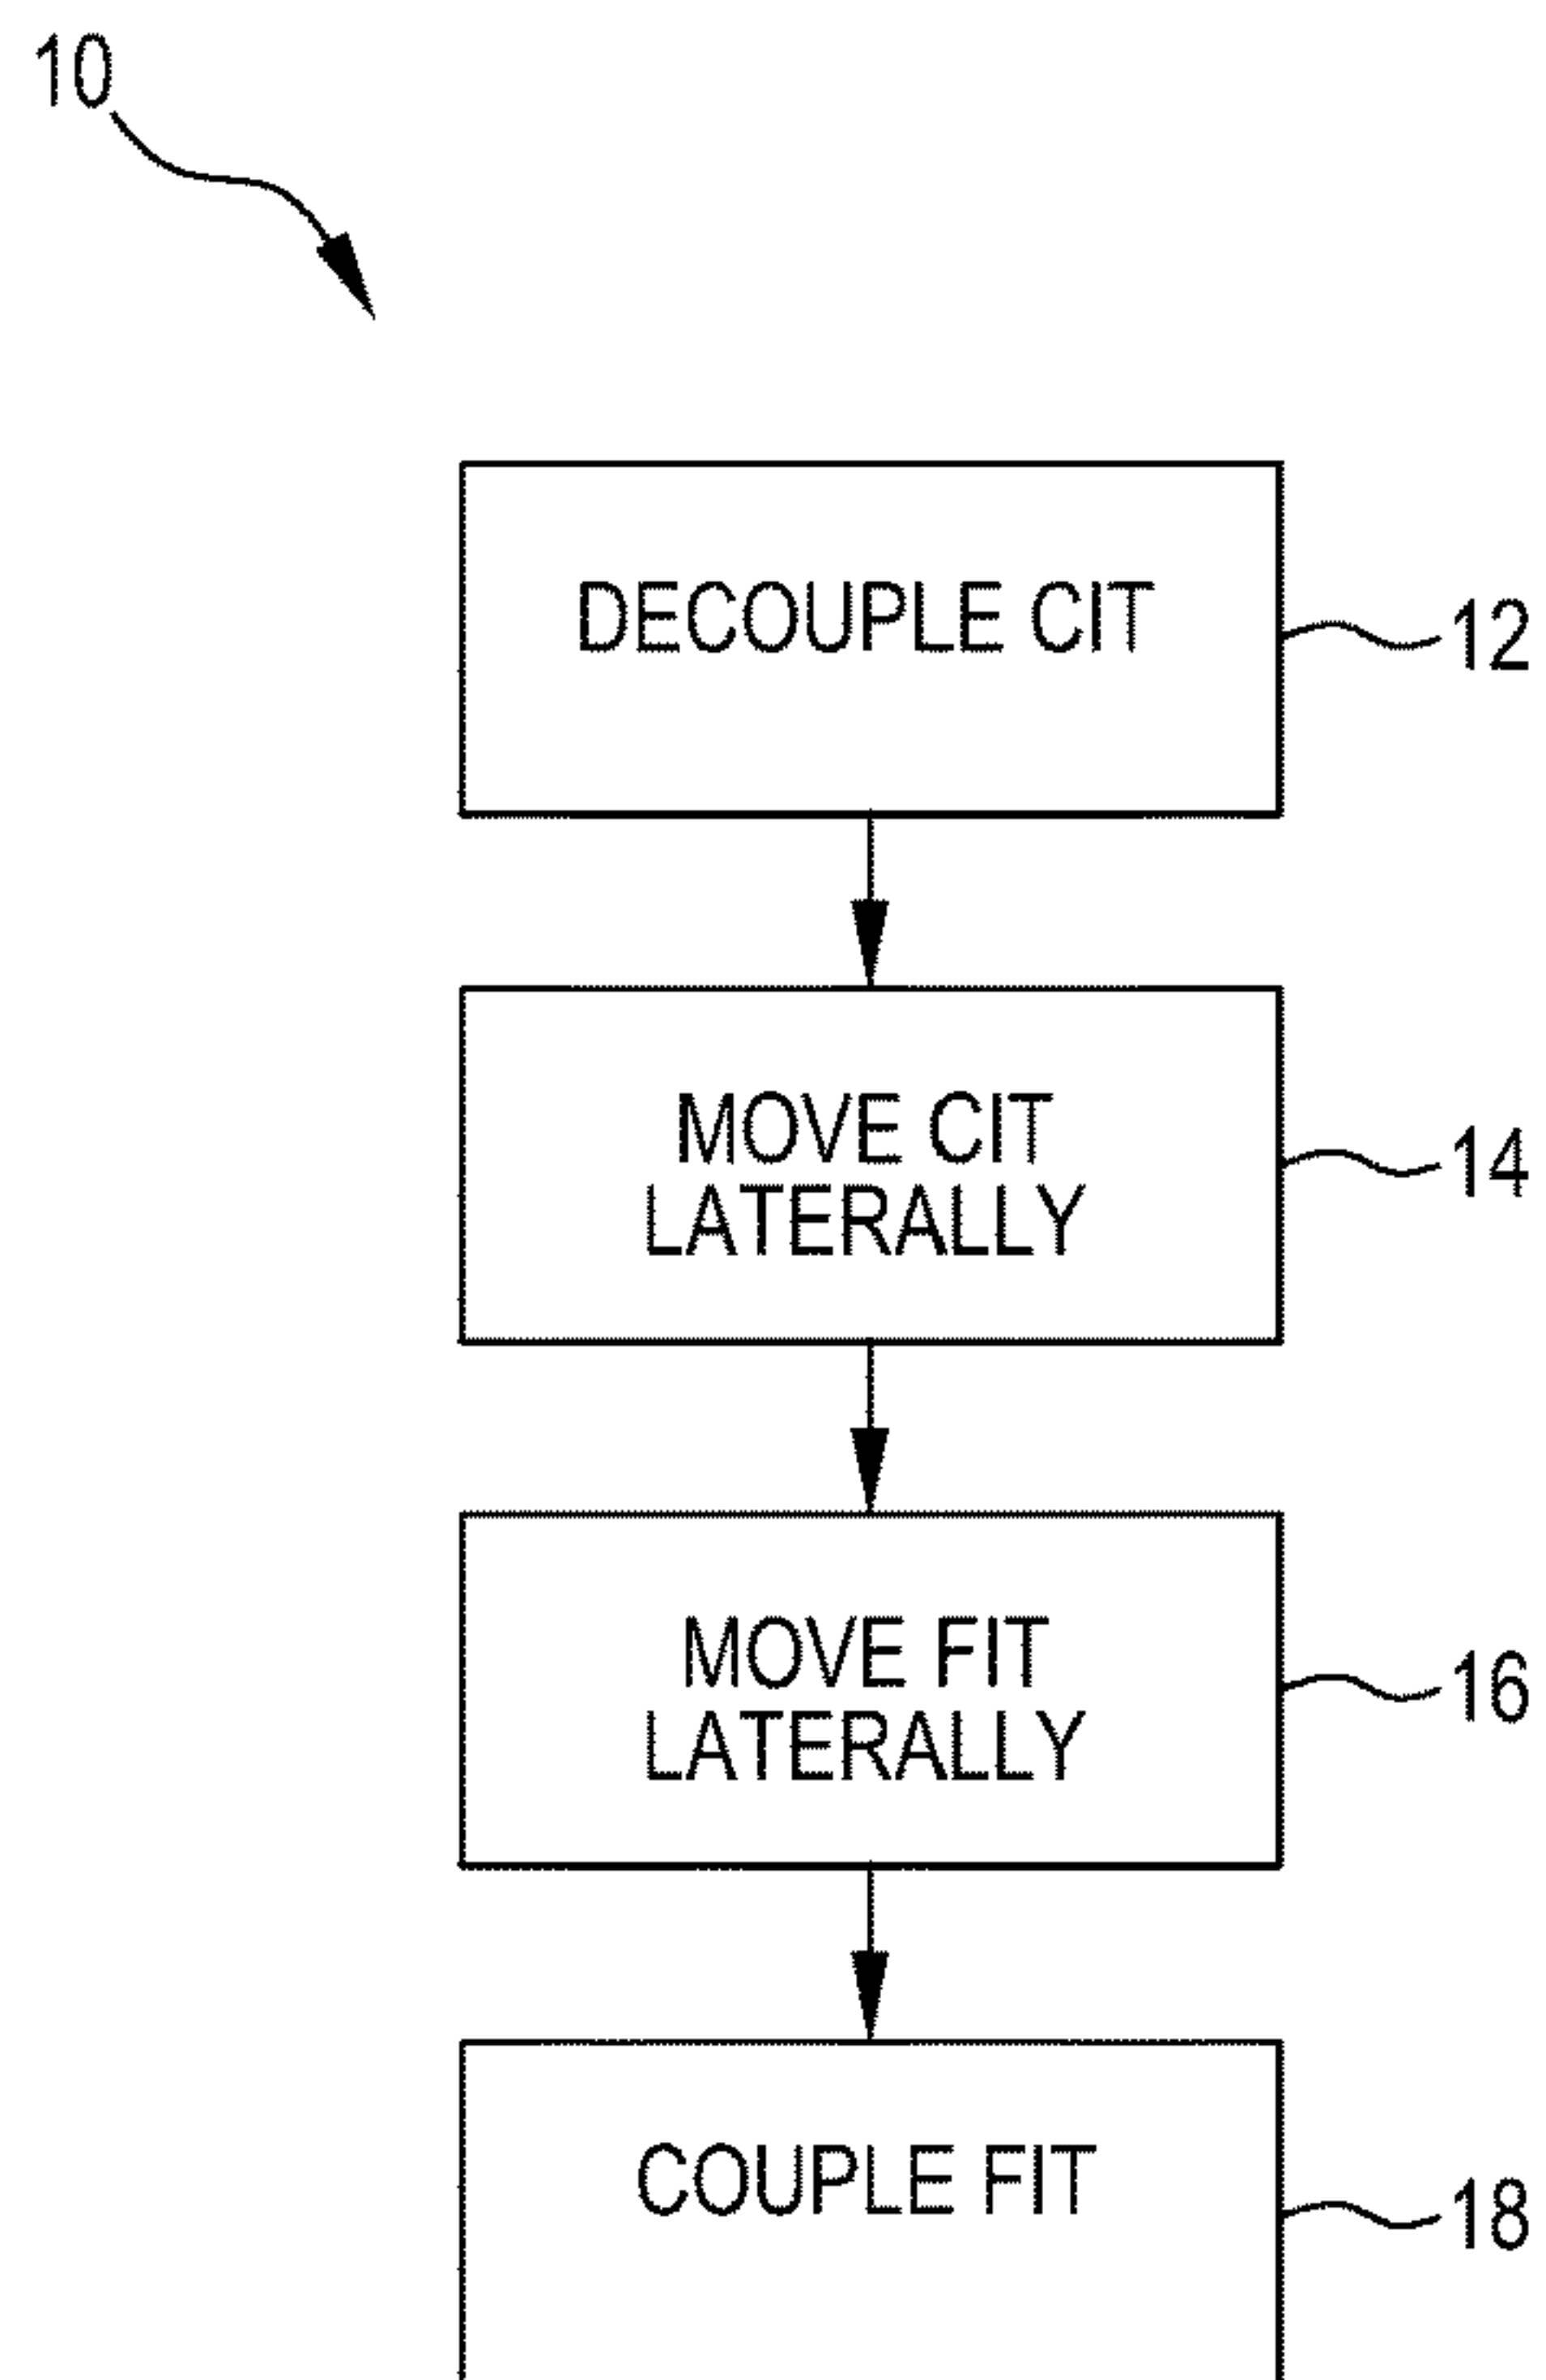 10
DECOUPLE CIT
12
MOVE CIT
LATERALLY
14
MOVE FIT
LATERALLY
16
COUPLE FIT
18